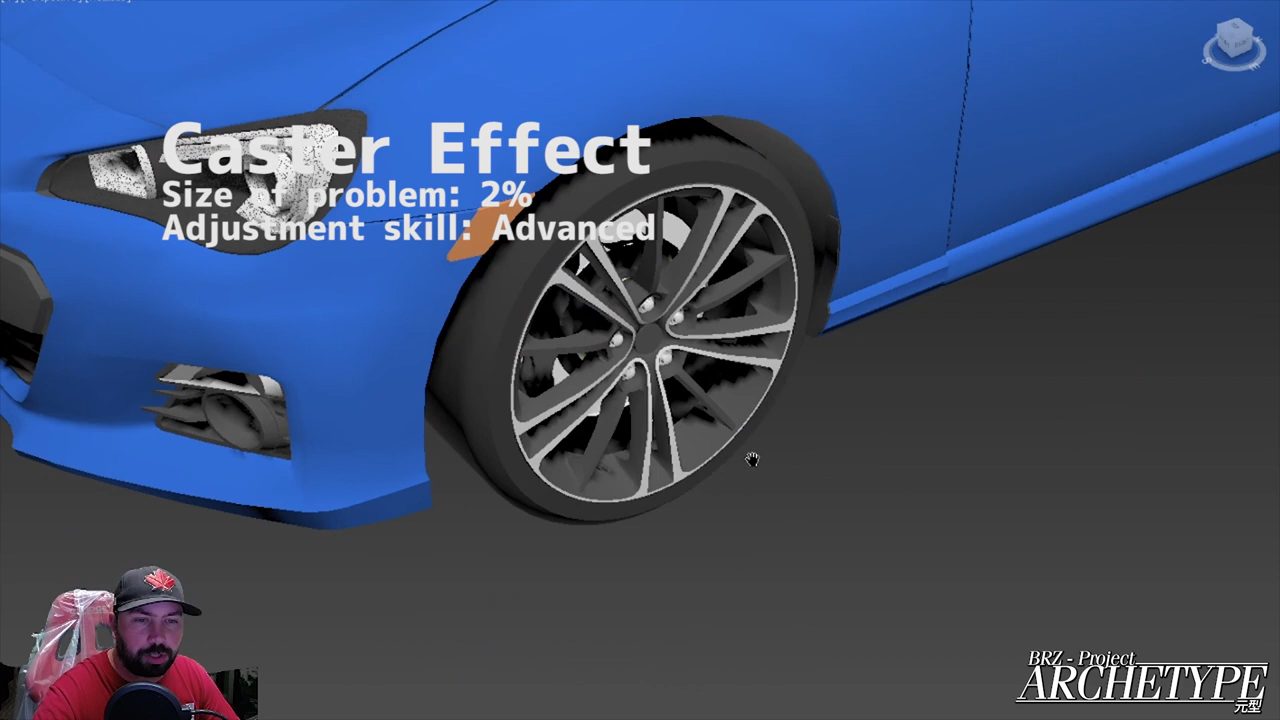 Caster Effect
Size of problem: 2%
Adjustment skill: Advanced
BRZ - Project
ARCHETYPE
元型